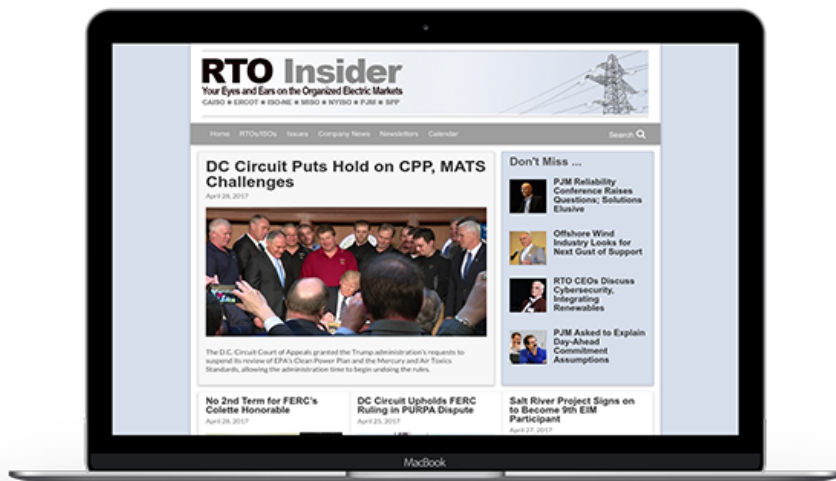 RTO Insider
Your Eyes and Ears on the Organized Electric Markets
CAISO ■ ERCOT ■ ISO-NE ■ MISO ■ NYISO ■ PJM ■ SPP
Home RTOs/ISOs Issues Company News Newsletters Calendar Search
DC Circuit Puts Hold on CPP, MATS
Challenges
April 28, 2017
The D.C. Circuit Court of Appeals granted the Trump administration's requests to
suspend its review of EPA's Clean Power Plan and the Mercury and Air Toxics
Standards, allowing the administration time to begin undoing the rules.
Don't Miss ...
PJM Reliability
Conference Raises
Questions; Solutions
Elusive
Offshore Wind
Industry Looks for
Next Gust of Support
RTO CEOs Discuss
Cybersecurity,
Integrating
Renewables
PJM Asked to Explain
Day-Ahead
Commitment
Assumptions
No 2nd Term for FERC's
Colette Honorable
April 28, 2017
DC Circuit Upholds FERC
Ruling in PURPA Dispute
April 25, 2017
Salt River Project Signs on
to Become 9th EIM
Participant
April 27, 2017
MacBook